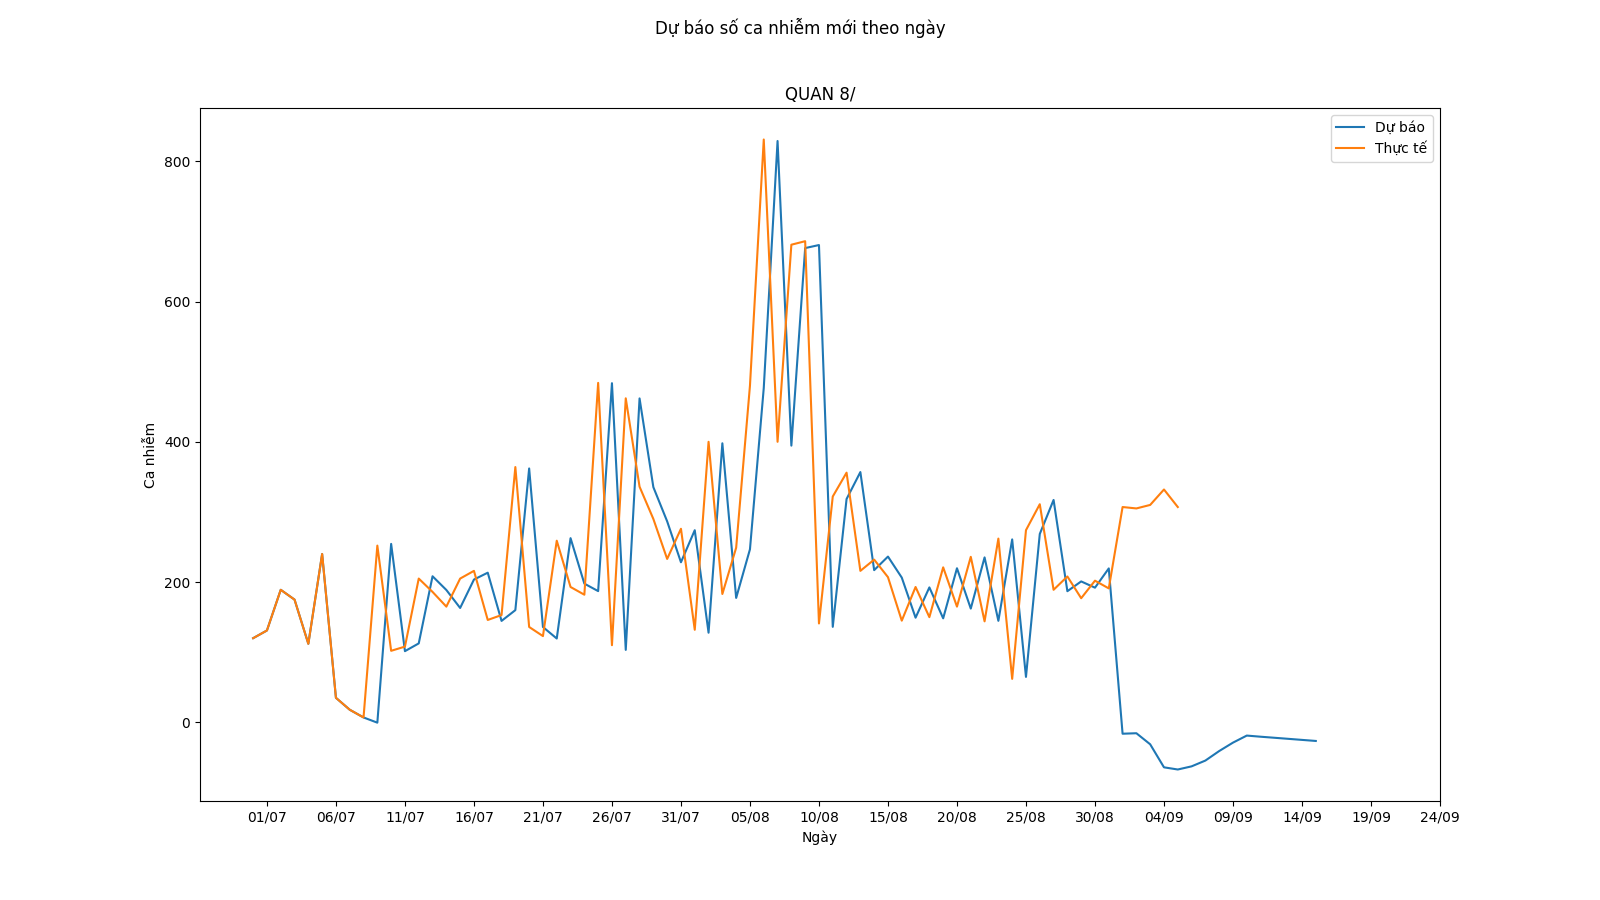 Dự báo số ca nhiễm mới theo ngày
QUAN 8/
Dự báo
Thực tế
800
600
400
200
0
Ca nhiễm
01/07 06/07 11/07 16/07 21/07 26/07 31/07 05/08 10/08 15/08 20/08 25/08 30/08 04/09 09/09 14/09 19/09 24/09
Ngày